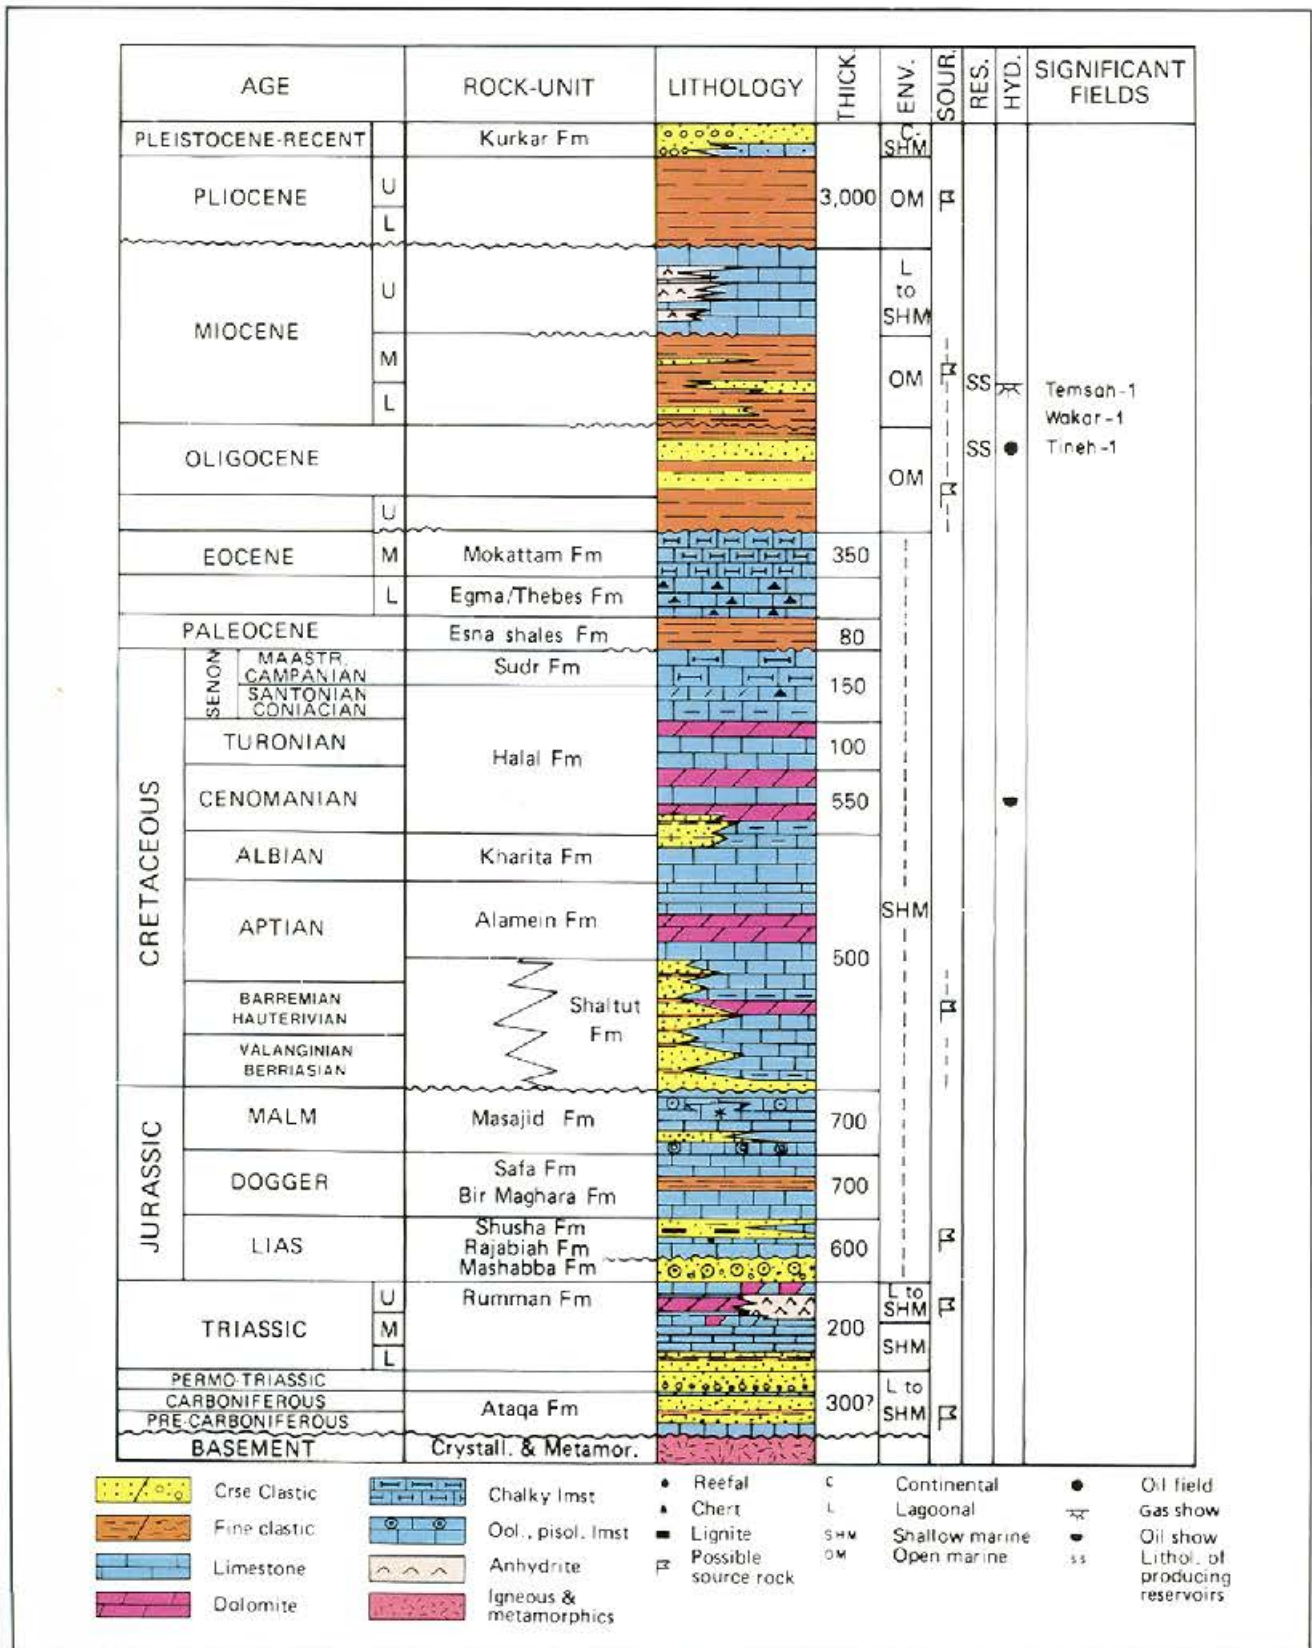 AGE
ROCK-UNIT
LITHOLOGY
THICK.
ENV.
SOUR.
RES.
HYD.
SIGNIFICANT
FIELDS
PLEISTOCENE-RECENT
Kurkar Fm
C-
SHM
PLIOCENE
U
L
3,000
OM
MIOCENE
U
M
L
L
to
SHM
OM
SS
Temsah-1
Wakar-1
OLIGOCENE
OM
SS
Tineh-1
U
EOCENE
M
Mokattam Fm
350
L
Egma/Thebes Fm
PALEOCENE
Esna shales Fm
80
CRETACEOUS
SENON
MAASTR.
CAMPANIAN
Sudr Fm
150
SANTONIAN
CONIACIAN
TURONIAN
100
Halal Fm
CENOMANIAN
550
ALBIAN
Kharita Fm
APTIAN
Alamein Fm
SHM
500
BARREMIAN
HAUTERIVIAN
Shaltut
Fm
VALANGINIAN
BERRIASIAN
JURASSIC
MALM
Masajid Fm
700
DOGGER
Safa Fm
Bir Maghara Fm
700
LIAS
Shusha Fm
Rajabiah Fm
Mashabba Fm
600
TRIASSIC
U
M
L
Rumman Fm
200
L to
SHM
SHM
PERMO-TRIASSIC
CARBONIFEROUS
PRE-CARBONIFEROUS
Ataqa Fm
300?
L to
SHM
BASEMENT
Crystall. & Metamor.
Crse Clastic
Fine clastic
Limestone
Dolomite
Chalky lmst
Ool., pisol. lmst
Anhydrite
Igneous &
metamorphics
Reefal
Chert
Lignite
Possible
source rock
C Continental
L Lagoonal
SHM Shallow marine
OM Open marine
Oil field
Gas show
Oil show
SS Lithol. of
producing
reservoirs